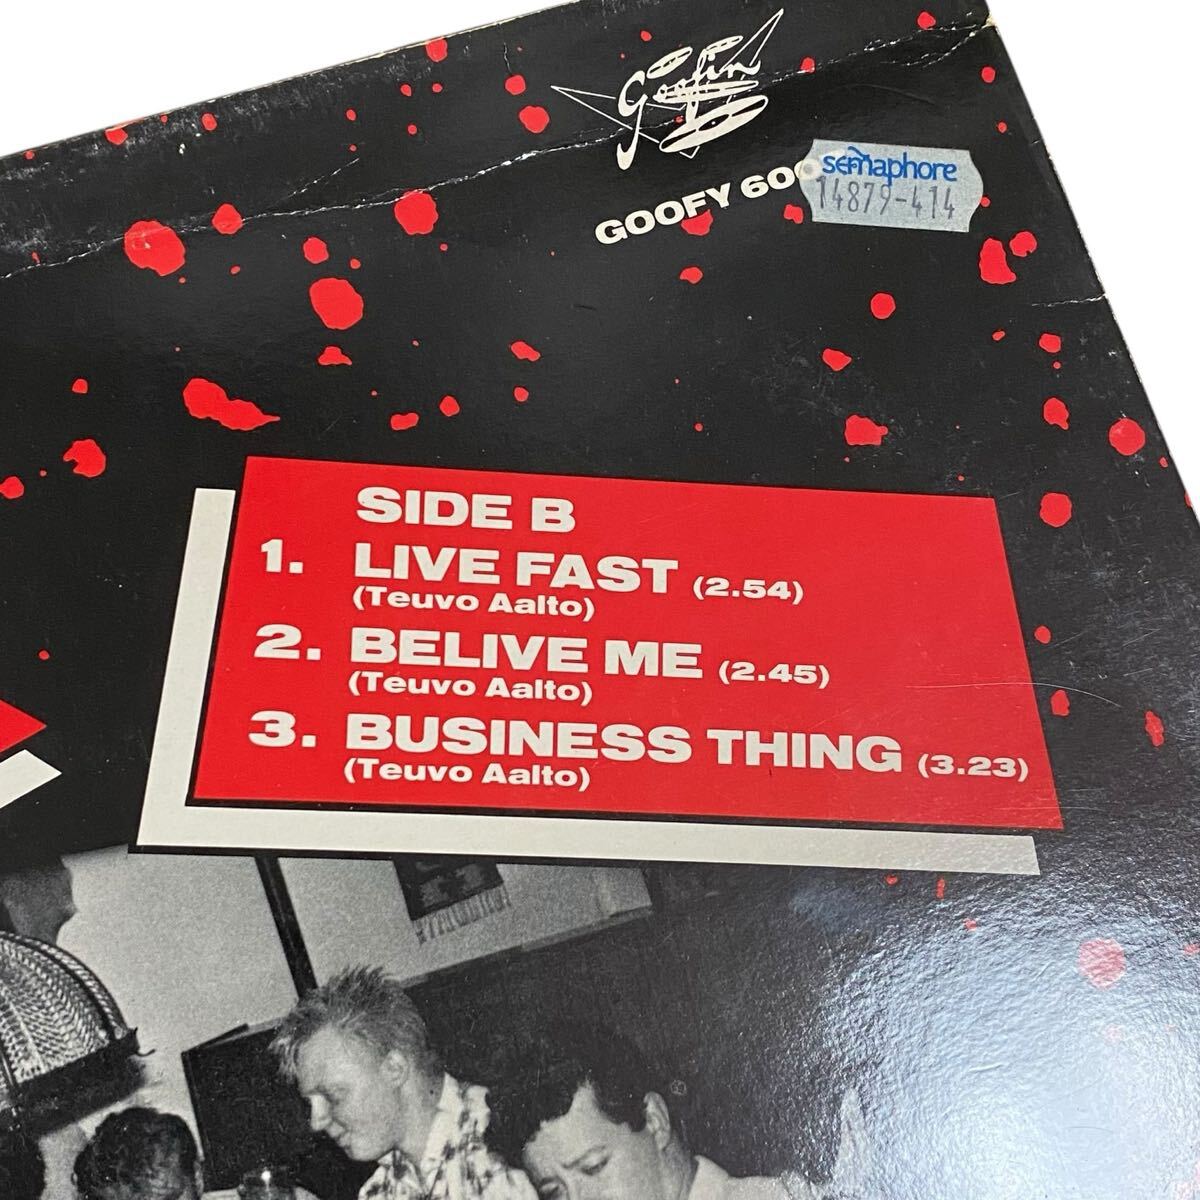 Goofin
GOOFY 600
semaphore
14879-414
SIDE B
1. LIVE FAST (2.54)
(Teuvo Aalto)
2. BELIVE ME (2.45)
(Teuvo Aalto)
3. BUSINESS THING (3.23)
(Teuvo Aalto)